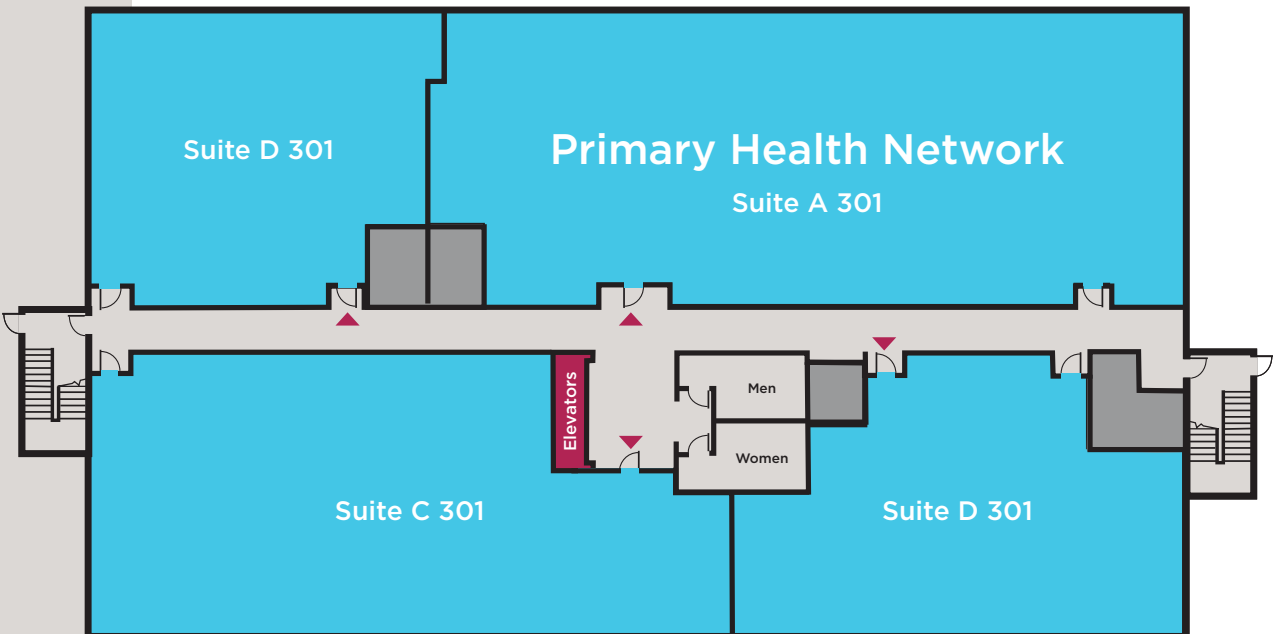 Suite D 301
Primary Health Network
Suite A 301
Elevators
Men
Women
Suite C 301
Suite D 301